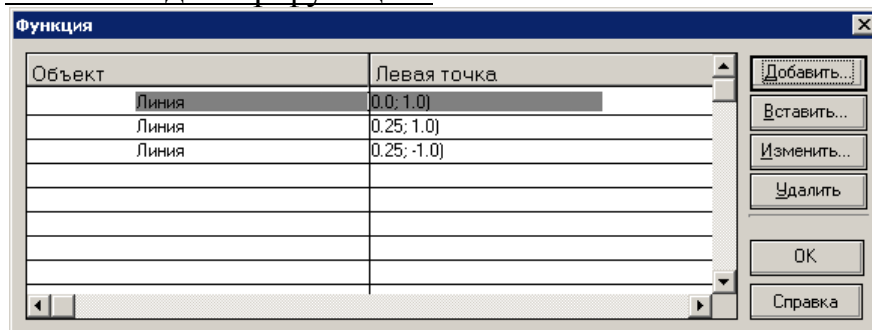 Функция
Объект Левая точка
Линия 0.0; 1.0)
Линия 0.25; 1.0)
Линия 0.25; -1.0)
Добавить...
Вставить...
Изменить...
Удалить
OK
Справка